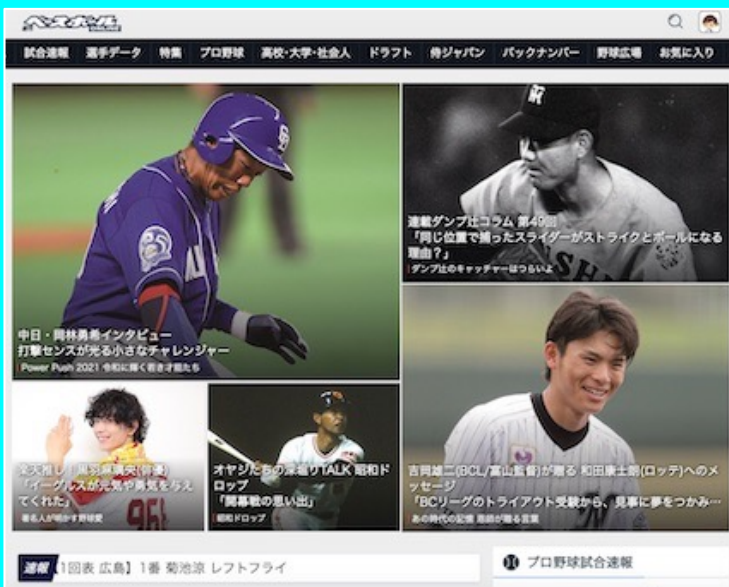 ベースボール
ONLINE
試合速報 選手データ 特集 プロ野球 高校・大学・社会人 ドラフト 侍ジャパン バックナンバー 野球広場 お気に入り
中日・岡林勇希インタビュー
打撃センスが光る小さなチャレンジャー
Power Push 2021 令和に輝く若き才能たち
連載ダンプ辻コラム 第49回
「同じ位置で捕ったスライダーがストライクとボールになる
理由？」
ダンプ辻のキャッチャーはつらいよ
楽天推し！黒羽麻璃央(俳優)
「イーグルスが元気や勇気を与え
てくれた」
著名人が明かす野球愛
オヤジたちの深堀りTALK 昭和ド
ロップ
「開幕戦の思い出」
昭和ドロップ
吉岡雄二(BCL/富山監督)が贈る 和田康士朗(ロッテ)へのメ
ッセージ
「BCリーグのトライアウト受験から、見事に夢をつかみ…
あの時代の記憶 恩師が贈る言葉
速報 1回表 広島】1番 菊池涼 レフトフライ
プロ野球試合速報